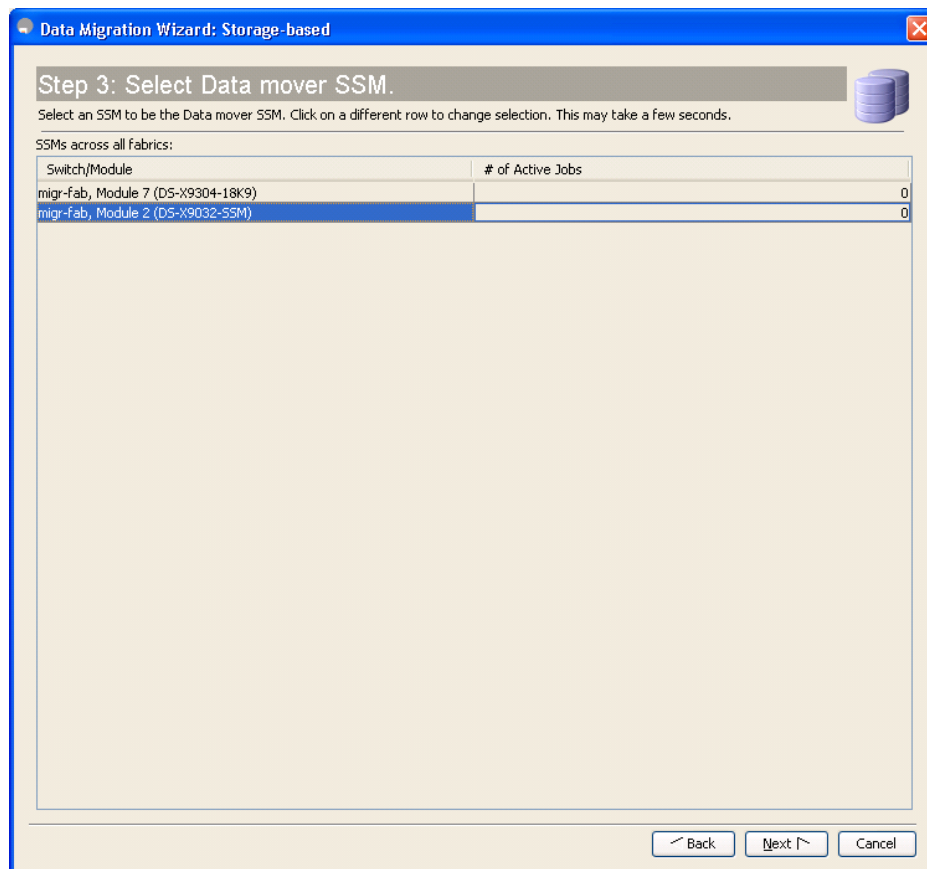 Data Migration Wizard: Storage-based
Step 3: Select Data mover SSM.
Select an SSM to be the Data mover SSM. Click on a different row to change selection. This may take a few seconds.
SSMs across all fabrics:
Switch/Module # of Active Jobs
migr-fab, Module 7 (DS-X9304-18K9) 0
migr-fab, Module 2 (DS-X9032-SSM) 0
Back Next Cancel